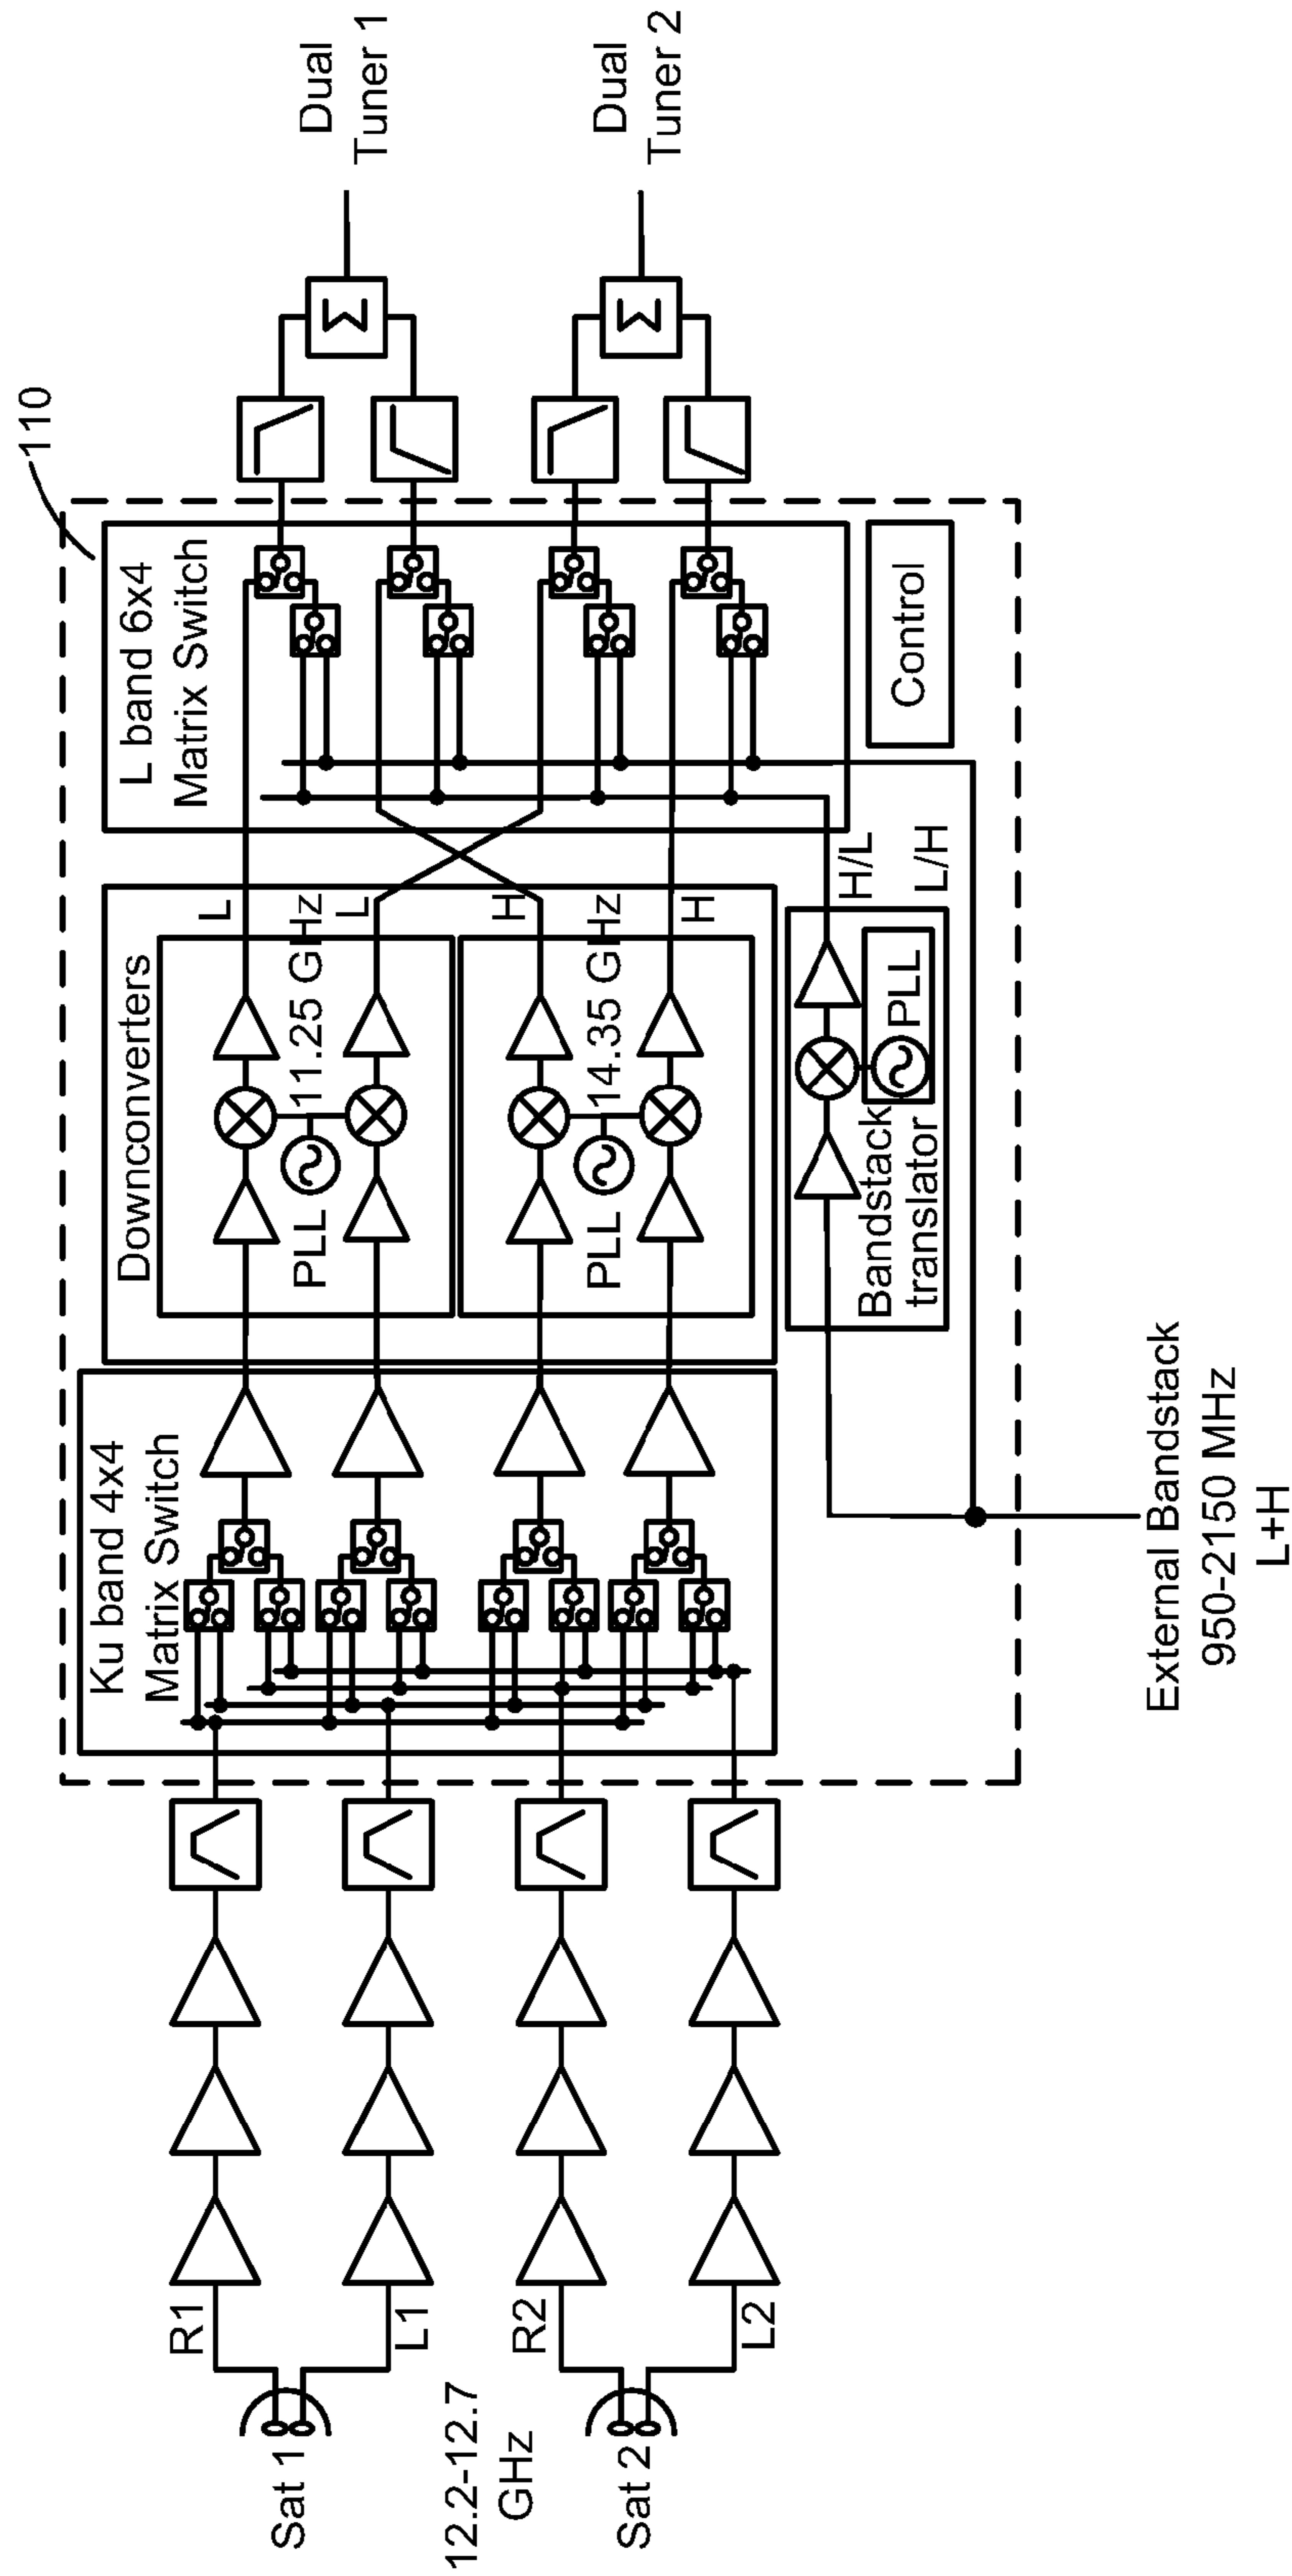 110
Sat 1
12.2-12.7
GHz
Sat 2
R1
L1
R2
L2
Ku band 4x4
Matrix Switch
Downconverters
PLL
11.25 GHz
L
L
PLL
14.35 GHz
H
H
Bandstack
translator
PLL
H/L
L/H
L band 6x4
Matrix Switch
Control
Σ
Σ
Dual
Tuner 1
Dual
Tuner 2
External Bandstack
950-2150 MHz
L+H